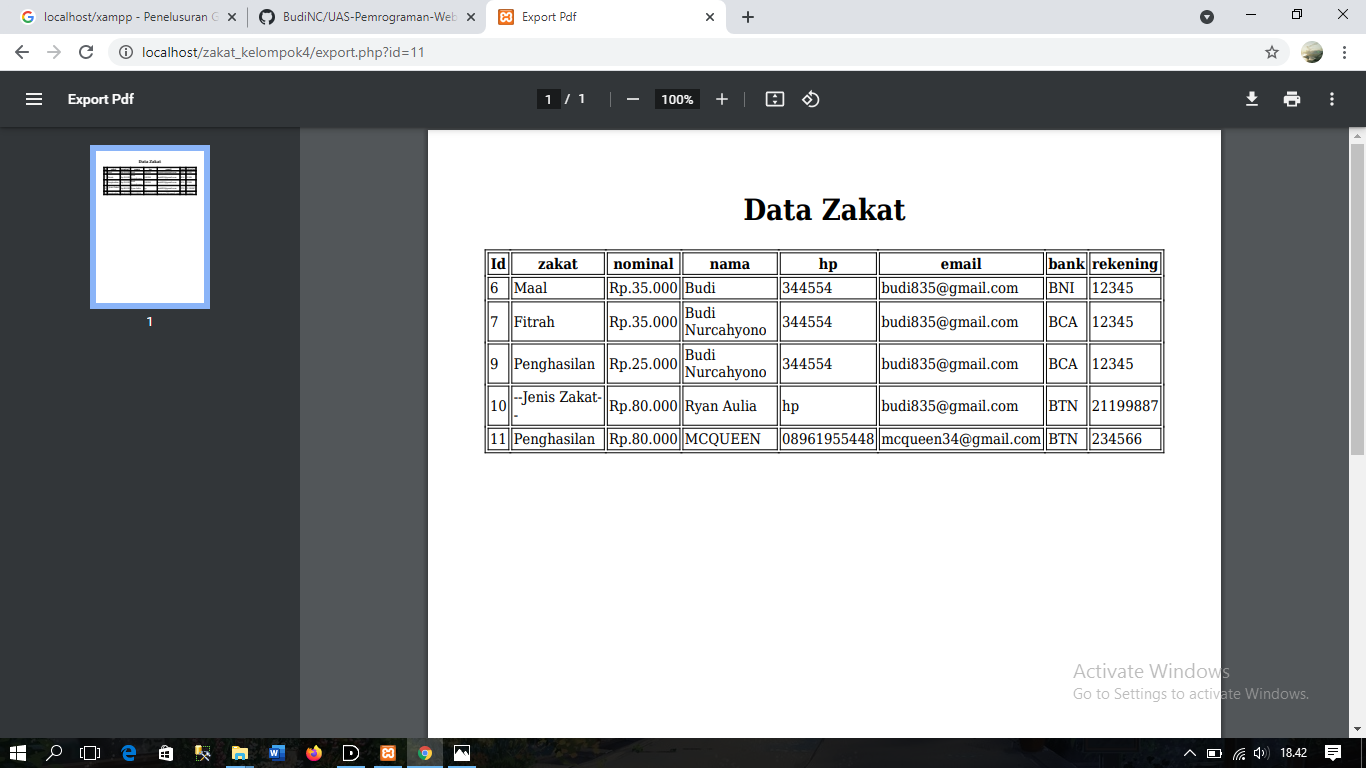 localhost/xampp - Penelusuran G
BudiNC/UAS-Pemrograman-Web
Export Pdf
localhost/zakat_kelompok4/export.php?id=11
Export Pdf
1 / 1
100%
Data Zakat
1
Data Zakat
Id zakat nominal nama hp email bank rekening
6 Maal Rp.35.000 Budi 344554 budi835@gmail.com BNI 12345
7 Fitrah Rp.35.000 Budi Nurcahyono 344554 budi835@gmail.com BCA 12345
9 Penghasilan Rp.25.000 Budi Nurcahyono 344554 budi835@gmail.com BCA 12345
10 --Jenis Zakat-- Rp.80.000 Ryan Aulia hp budi835@gmail.com BTN 21199887
11 Penghasilan Rp.80.000 MCQUEEN 08961955448 mcqueen34@gmail.com BTN 234566
Activate Windows
Go to Settings to activate Windows.
18.42